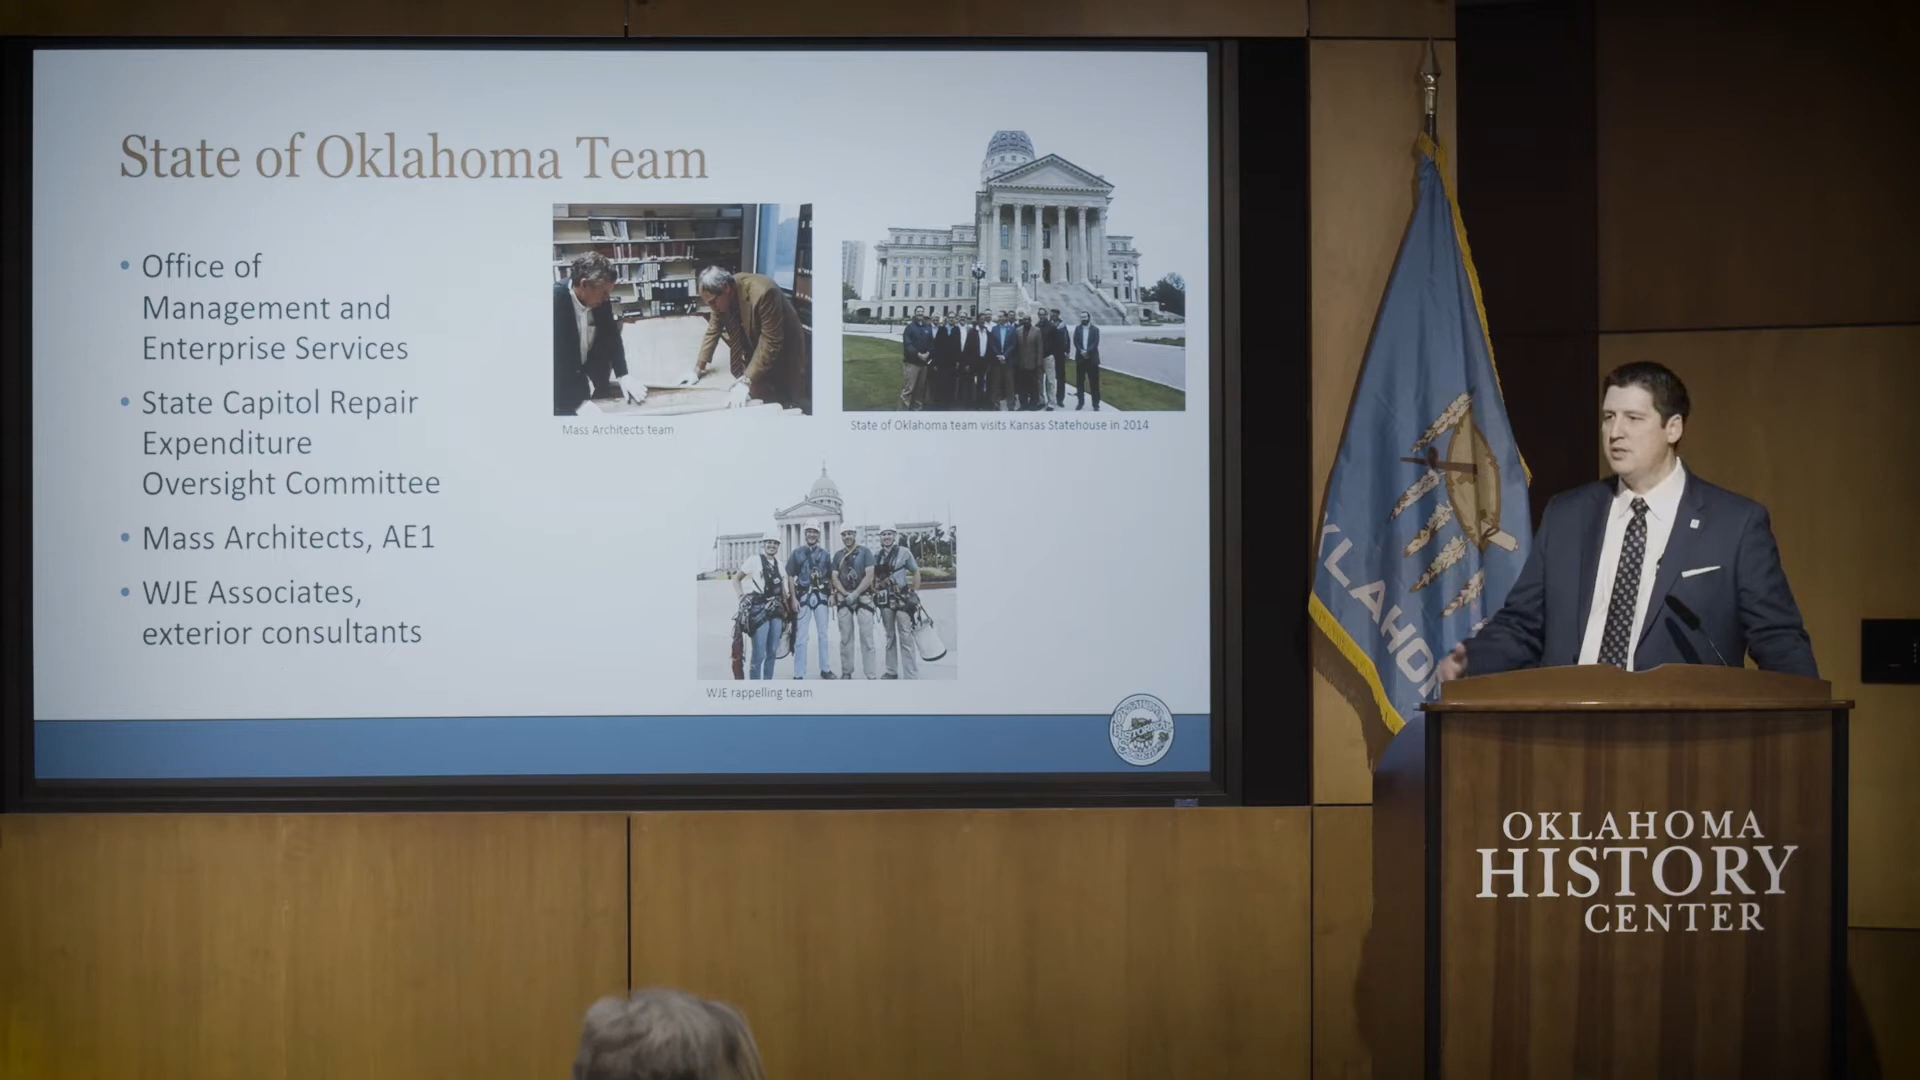 State of Oklahoma Team
• Office of
Management and
Enterprise Services
• State Capitol Repair
Expenditure
Oversight Committee
• Mass Architects, AE1
• WJE Associates,
exterior consultants
Mass Architects team
State of Oklahoma team visits Kansas Statehouse in 2014
WJE rappelling team
OKLAHOMA
HISTORY
CENTER